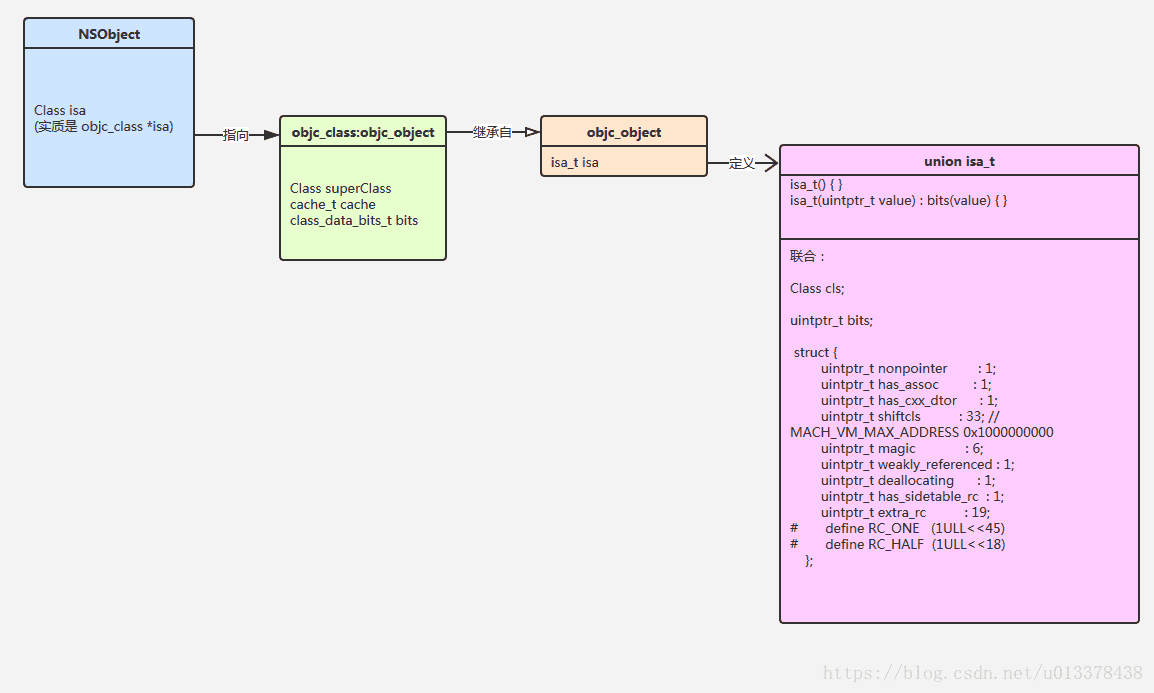 NSObject
Class isa
(实质是 objc_class *isa)
指向
objc_class:objc_object
Class superClass
cache_t cache
class_data_bits_t bits
继承自
objc_object
isa_t isa
定义
union isa_t
isa_t() { }
isa_t(uintptr_t value) : bits(value) { }
联合：
Class cls;
uintptr_t bits;
struct {
uintptr_t nonpointer : 1;
uintptr_t has_assoc : 1;
uintptr_t has_cxx_dtor : 1;
uintptr_t shiftcls : 33; //
MACH_VM_MAX_ADDRESS 0x1000000000
uintptr_t magic : 6;
uintptr_t weakly_referenced : 1;
uintptr_t deallocating : 1;
uintptr_t has_sidetable_rc : 1;
uintptr_t extra_rc : 19;
# define RC_ONE (1ULL<<45)
# define RC_HALF (1ULL<<18)
};
https://blog.csdn.net/u013378438